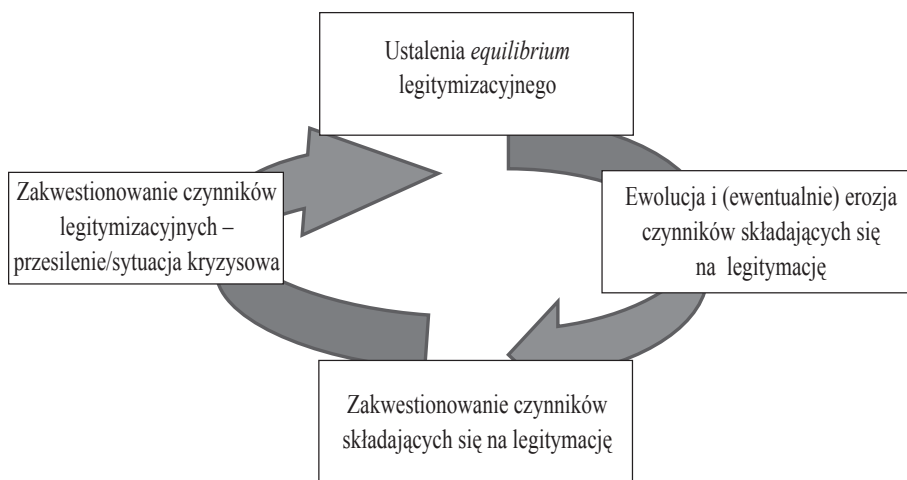 Ustalenia equilibrium
legitymizacyjnego
Zakwestionowanie czynników
legitymizacyjnych –
przesilenie/sytuacja kryzysowa
Ewolucja i (ewentualnie) erozja
czynników składających się
na legitymację
Zakwestionowanie czynników
składających się na legitymację